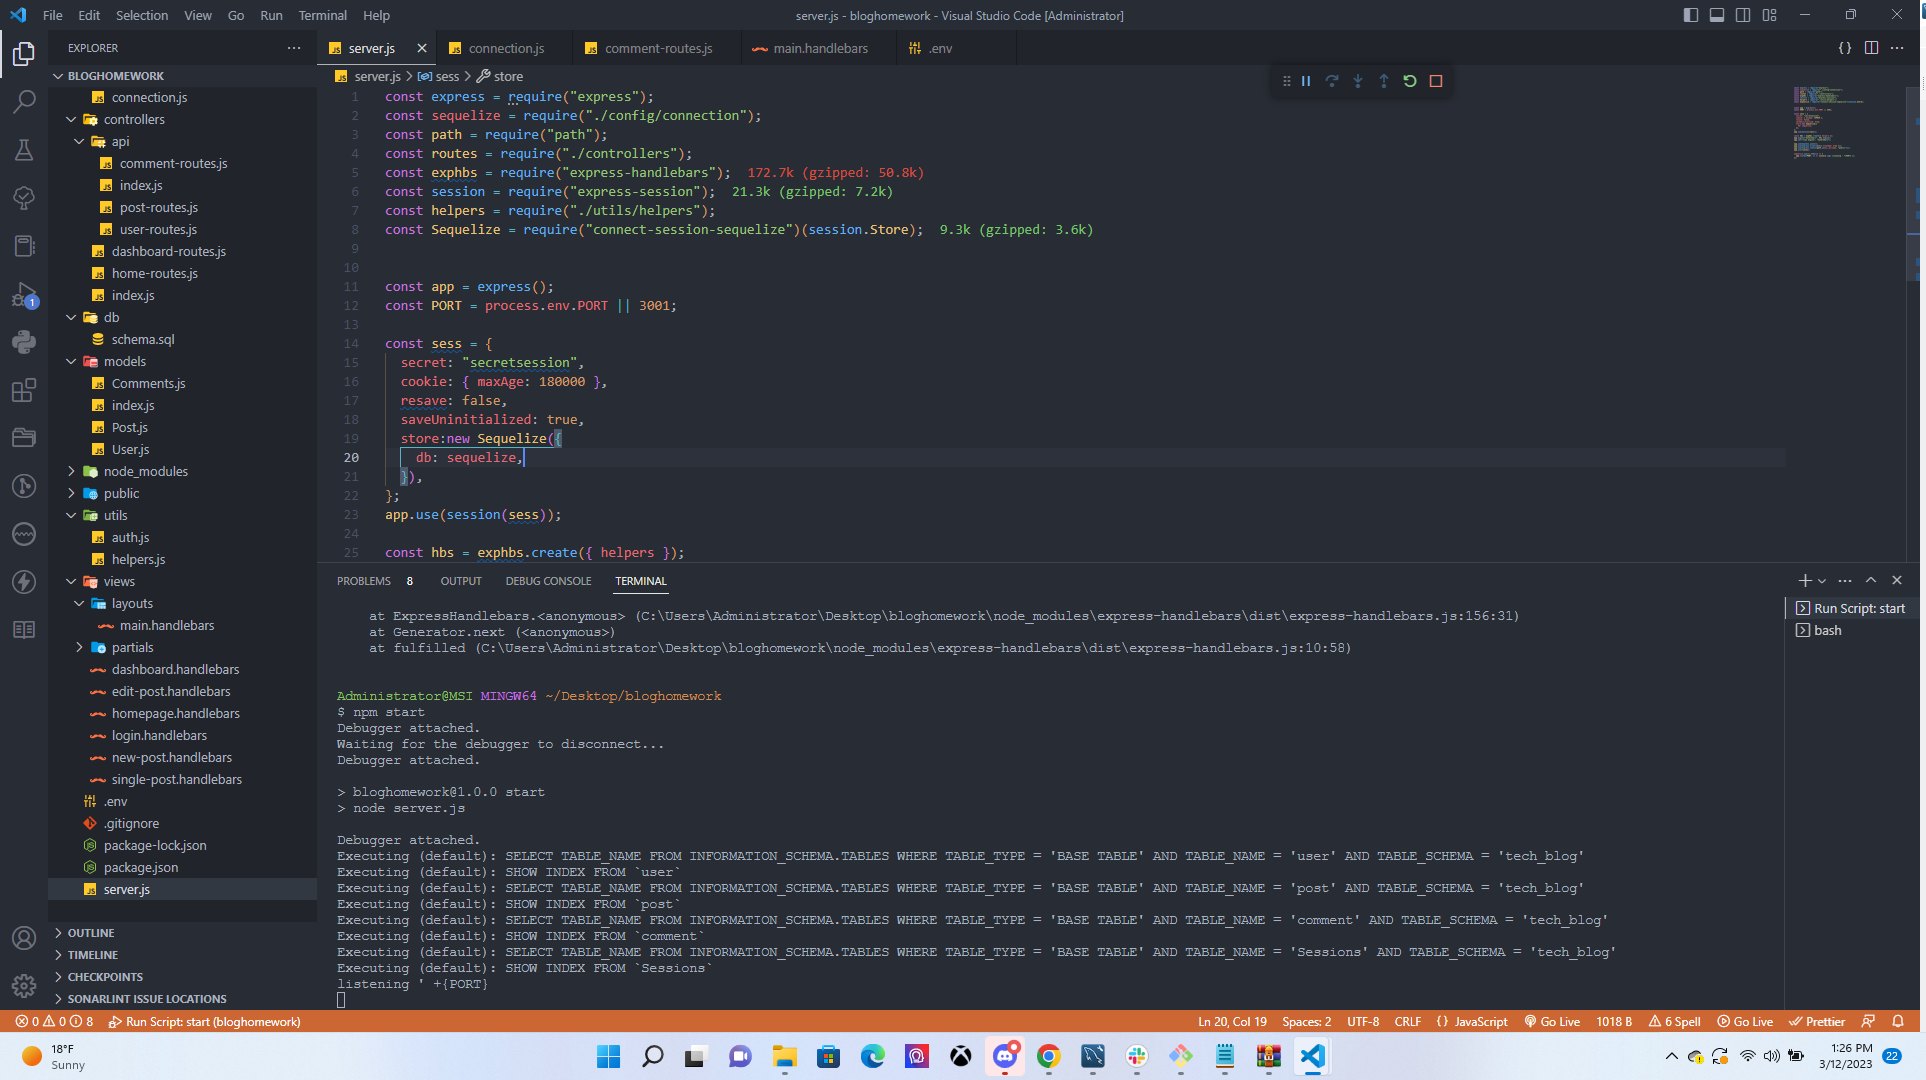 File Edit Selection View Go Run Terminal Help
server.js - bloghomework - Visual Studio Code [Administrator]
EXPLORER
BLOGHOMEWORK
connection.js
controllers
api
comment-routes.js
index.js
post-routes.js
user-routes.js
dashboard-routes.js
home-routes.js
index.js
db
schema.sql
models
Comments.js
index.js
Post.js
User.js
node_modules
public
utils
auth.js
helpers.js
views
layouts
main.handlebars
partials
dashboard.handlebars
edit-post.handlebars
homepage.handlebars
login.handlebars
new-post.handlebars
single-post.handlebars
.env
.gitignore
package-lock.json
package.json
server.js
OUTLINE
TIMELINE
CHECKPOINTS
SONARLINT ISSUE LOCATIONS
1
server.js connection.js comment-routes.js main.handlebars .env
server.js > sess > store
1 const express = require("express");
2 const sequelize = require("./config/connection");
3 const path = require("path");
4 const routes = require("./controllers");
5 const exphbs = require("express-handlebars"); 172.7k (gzipped: 50.8k)
6 const session = require("express-session"); 21.3k (gzipped: 7.2k)
7 const helpers = require("./utils/helpers");
8 const Sequelize = require("connect-session-sequelize")(session.Store); 9.3k (gzipped: 3.6k)
9
10
11 const app = express();
12 const PORT = process.env.PORT || 3001;
13
14 const sess = {
15 secret: "secretsession",
16 cookie: { maxAge: 180000 },
17 resave: false,
18 saveUninitialized: true,
19 store:new Sequelize({
20 db: sequelize,
21 }),
22 };
23 app.use(session(sess));
24
25 const hbs = exphbs.create({ helpers });
PROBLEMS 8 OUTPUT DEBUG CONSOLE TERMINAL
at ExpressHandlebars.<anonymous> (C:\Users\Administrator\Desktop\bloghomework\node_modules\express-handlebars\dist\express-handlebars.js:156:31)
at Generator.next (<anonymous>)
at fulfilled (C:\Users\Administrator\Desktop\bloghomework\node_modules\express-handlebars\dist\express-handlebars.js:10:58)
Administrator@MSI MINGW64 ~/Desktop/bloghomework
$ npm start
Debugger attached.
Waiting for the debugger to disconnect...
Debugger attached.
> bloghomework@1.0.0 start
> node server.js
Debugger attached.
Executing (default): SELECT TABLE_NAME FROM INFORMATION_SCHEMA.TABLES WHERE TABLE_TYPE = 'BASE TABLE' AND TABLE_NAME = 'user' AND TABLE_SCHEMA = 'tech_blog'
Executing (default): SHOW INDEX FROM `user`
Executing (default): SELECT TABLE_NAME FROM INFORMATION_SCHEMA.TABLES WHERE TABLE_TYPE = 'BASE TABLE' AND TABLE_NAME = 'post' AND TABLE_SCHEMA = 'tech_blog'
Executing (default): SHOW INDEX FROM `post`
Executing (default): SELECT TABLE_NAME FROM INFORMATION_SCHEMA.TABLES WHERE TABLE_TYPE = 'BASE TABLE' AND TABLE_NAME = 'comment' AND TABLE_SCHEMA = 'tech_blog'
Executing (default): SHOW INDEX FROM `comment`
Executing (default): SELECT TABLE_NAME FROM INFORMATION_SCHEMA.TABLES WHERE TABLE_TYPE = 'BASE TABLE' AND TABLE_NAME = 'Sessions' AND TABLE_SCHEMA = 'tech_blog'
Executing (default): SHOW INDEX FROM `Sessions`
listening ' +{PORT}
Run Script: start
bash
0 0 8 Run Script: start (bloghomework)
Ln 20, Col 19 Spaces: 2 UTF-8 CRLF {} JavaScript Go Live 1018 B 6 Spell Go Live Prettier
18°F
Sunny
1:26 PM
3/12/2023
22